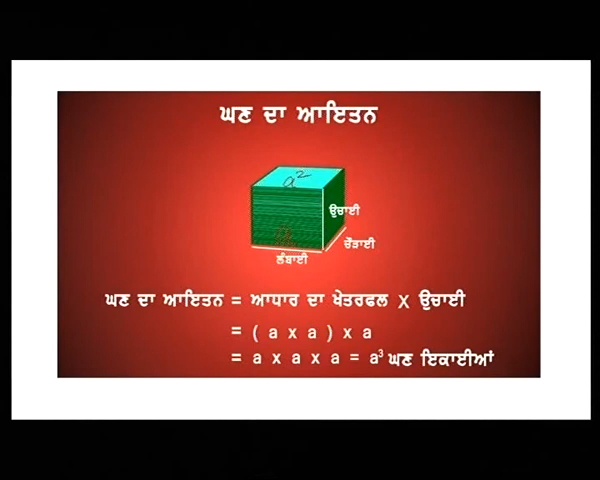 ਘਣ ਦਾ ਆਇਤਨ
a²
ਉਚਾਈ
ਚੌੜਾਈ
ਲੰਬਾਈ
ਘਣ ਦਾ ਆਇਤਨ = ਆਧਾਰ ਦਾ ਖੇਤਰਫਲ X ਉਚਾਈ
= ( a x a ) x a
= a x a x a = a³ ਘਣ ਇਕਾਈਆਂ